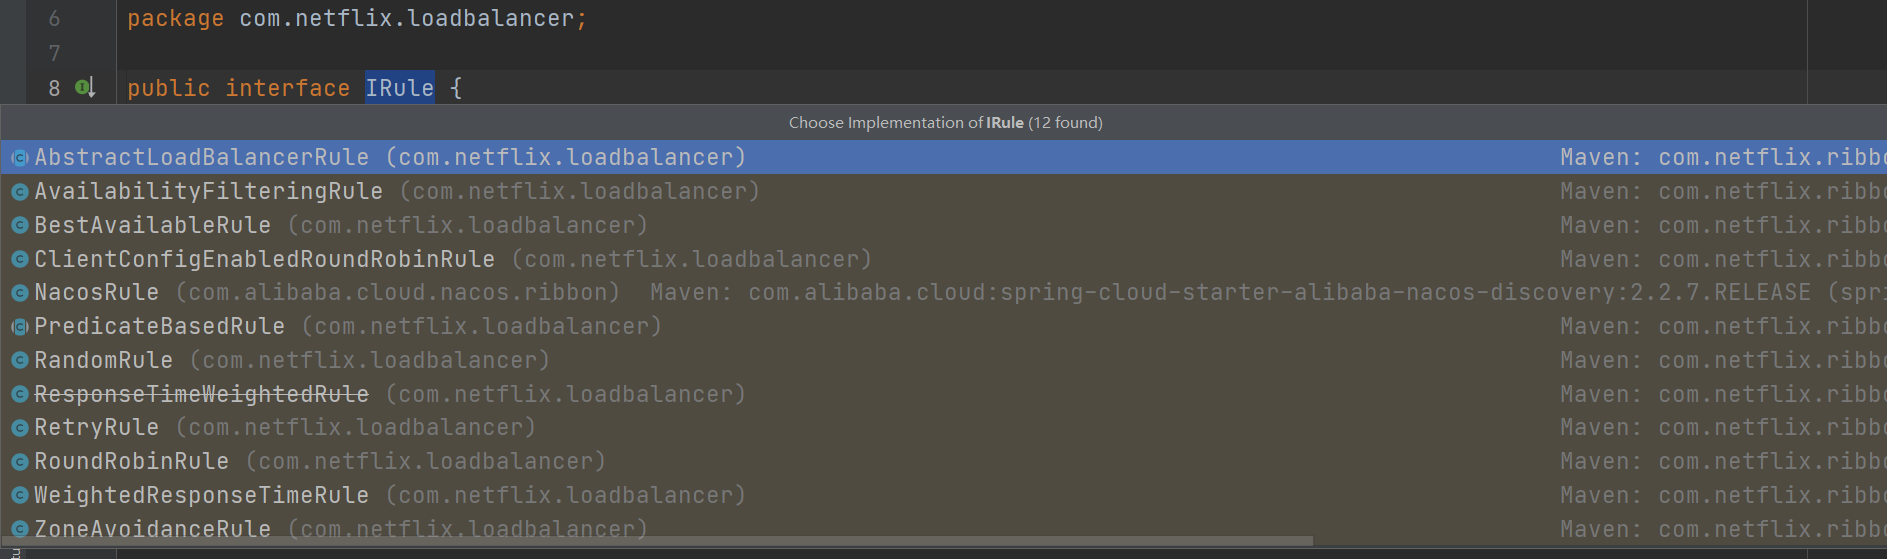 6 package com.netflix.loadbalancer;
7
8 public interface IRule {
Choose Implementation of IRule (12 found)
AbstractLoadBalancerRule (com.netflix.loadbalancer) Maven: com.netflix.ribb
AvailabilityFilteringRule (com.netflix.loadbalancer) Maven: com.netflix.ribb
BestAvailableRule (com.netflix.loadbalancer) Maven: com.netflix.ribb
ClientConfigEnabledRoundRobinRule (com.netflix.loadbalancer) Maven: com.netflix.ribb
NacosRule (com.alibaba.cloud.nacos.ribbon) Maven: com.alibaba.cloud:spring-cloud-starter-alibaba-nacos-discovery:2.2.7.RELEASE (spri
PredicateBasedRule (com.netflix.loadbalancer) Maven: com.netflix.ribb
RandomRule (com.netflix.loadbalancer) Maven: com.netflix.ribb
ResponseTimeWeightedRule (com.netflix.loadbalancer) Maven: com.netflix.ribb
RetryRule (com.netflix.loadbalancer) Maven: com.netflix.ribb
RoundRobinRule (com.netflix.loadbalancer) Maven: com.netflix.ribb
WeightedResponseTimeRule (com.netflix.loadbalancer) Maven: com.netflix.ribb
ZoneAvoidanceRule (com.netflix.loadbalancer) Maven: com.netflix.ribb